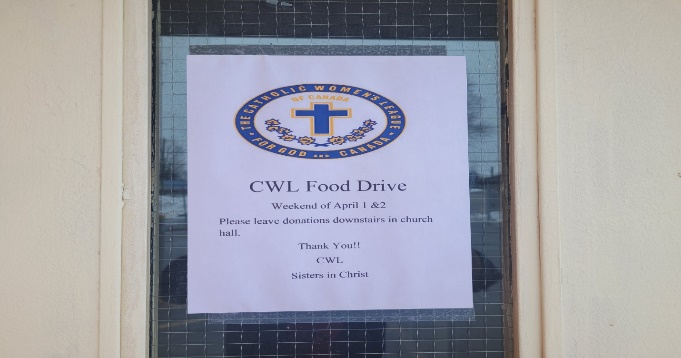 THE CATHOLIC WOMEN'S LEAGUE
OF CANADA
FOR GOD AND CANADA
CWL Food Drive
Weekend of April 1 &2
Please leave donations downstairs in church
hall.
Thank You!!
CWL
Sisters in Christ